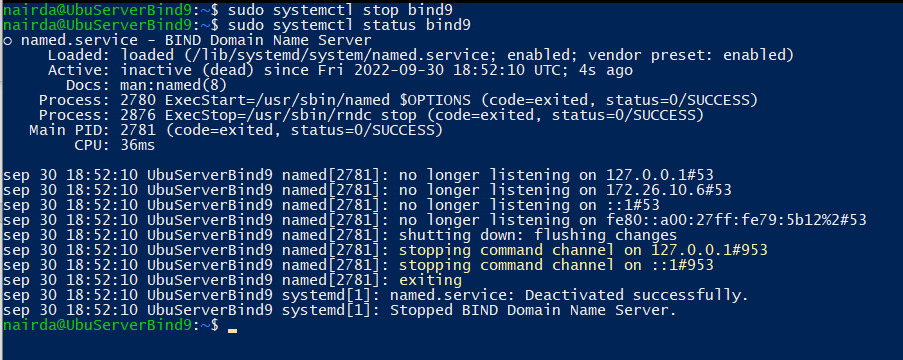 nairda@UbuServerBind9:~$ sudo systemctl stop bind9
nairda@UbuServerBind9:~$ sudo systemctl status bind9
○ named.service - BIND Domain Name Server
     Loaded: loaded (/lib/systemd/system/named.service; enabled; vendor preset: enabled)
     Active: inactive (dead) since Fri 2022-09-30 18:52:10 UTC; 4s ago
       Docs: man:named(8)
    Process: 2780 ExecStart=/usr/sbin/named $OPTIONS (code=exited, status=0/SUCCESS)
    Process: 2876 ExecStop=/usr/sbin/rndc stop (code=exited, status=0/SUCCESS)
   Main PID: 2781 (code=exited, status=0/SUCCESS)
        CPU: 36ms
sep 30 18:52:10 UbuServerBind9 named[2781]: no longer listening on 127.0.0.1#53
sep 30 18:52:10 UbuServerBind9 named[2781]: no longer listening on 172.26.10.6#53
sep 30 18:52:10 UbuServerBind9 named[2781]: no longer listening on ::1#53
sep 30 18:52:10 UbuServerBind9 named[2781]: no longer listening on fe80::a00:27ff:fe79:5b12%2#53
sep 30 18:52:10 UbuServerBind9 named[2781]: shutting down: flushing changes
sep 30 18:52:10 UbuServerBind9 named[2781]: stopping command channel on 127.0.0.1#953
sep 30 18:52:10 UbuServerBind9 named[2781]: stopping command channel on ::1#953
sep 30 18:52:10 UbuServerBind9 named[2781]: exiting
sep 30 18:52:10 UbuServerBind9 systemd[1]: named.service: Deactivated successfully.
sep 30 18:52:10 UbuServerBind9 systemd[1]: Stopped BIND Domain Name Server.
nairda@UbuServerBind9:~$